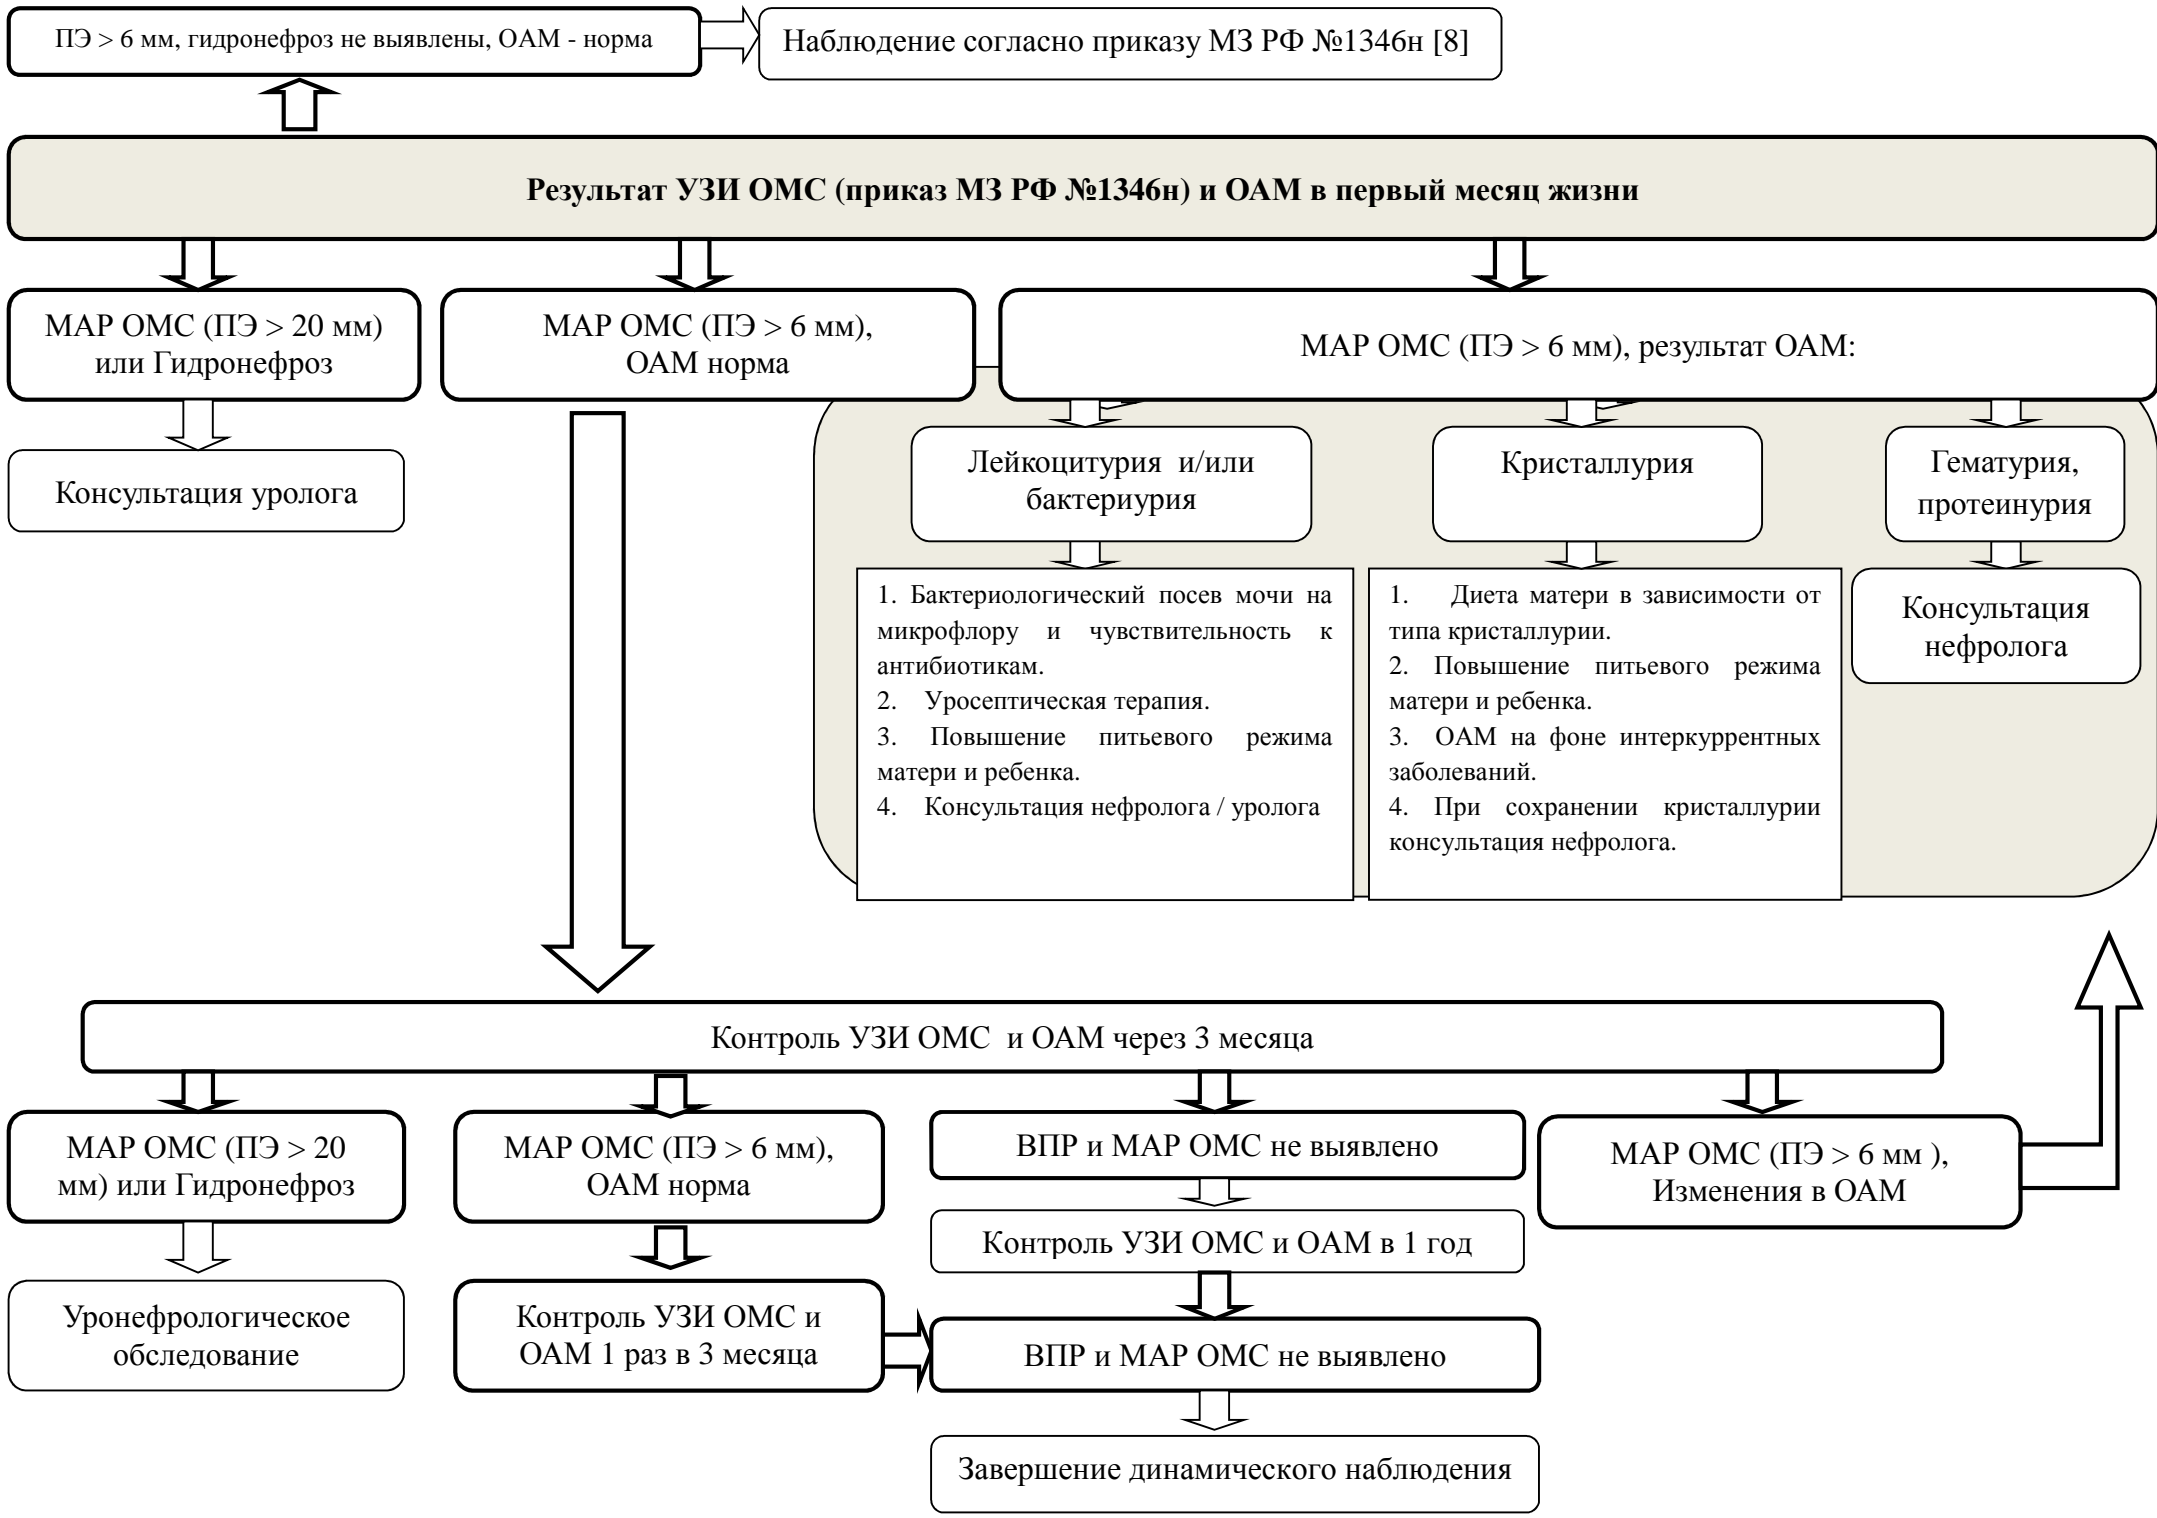 ПЭ > 6 мм, гидронефроз не выявлены, ОАМ - норма
Наблюдение согласно приказу МЗ РФ №1346н [8]
Результат УЗИ ОМС (приказ МЗ РФ №1346н) и ОАМ в первый месяц жизни
МАР ОМС (ПЭ > 20 мм)
или Гидронефроз
МАР ОМС (ПЭ > 6 мм),
ОАМ норма
МАР ОМС (ПЭ > 6 мм), результат ОАМ:
Консультация уролога
Лейкоцитурия и/или
бактериурия
Кристаллурия
Гематурия,
протеинурия
1. Бактериологический посев мочи на
микрофлору и чувствительность к
антибиотикам.
2. Уросептическая терапия.
3. Повышение питьевого режима
матери и ребенка.
4. Консультация нефролога / уролога
1. Диета матери в зависимости от
типа кристаллурии.
2. Повышение питьевого режима
матери и ребенка.
3. ОАМ на фоне интеркуррентных
заболеваний.
4. При сохранении кристаллурии
консультация нефролога.
Консультация
нефролога
Контроль УЗИ ОМС и ОАМ через 3 месяца
МАР ОМС (ПЭ > 20
мм) или Гидронефроз
МАР ОМС (ПЭ > 6 мм),
ОАМ норма
ВПР и МАР ОМС не выявлено
МАР ОМС (ПЭ > 6 мм ),
Изменения в ОАМ
Контроль УЗИ ОМС и ОАМ в 1 год
Уронефрологическое
обследование
Контроль УЗИ ОМС и
ОАМ 1 раз в 3 месяца
ВПР и МАР ОМС не выявлено
Завершение динамического наблюдения